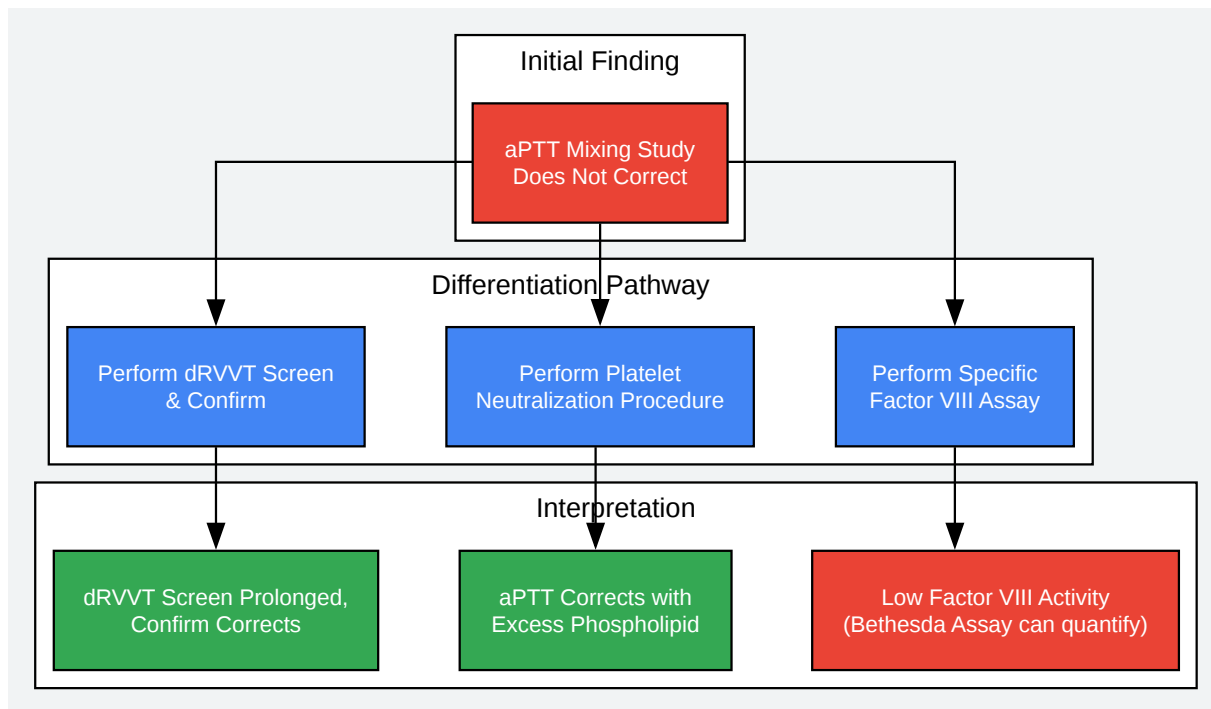 Initial Finding
aPTT Mixing Study
Does Not Correct
Differentiation Pathway
Perform dRVVT Screen
& Confirm
Perform Platelet
Neutralization Procedure
Perform Specific
Factor VIII Assay
Interpretation
dRVVT Screen Prolonged,
Confirm Corrects
aPTT Corrects with
Excess Phospholipid
Low Factor VIII Activity
(Bethesda Assay can quantify)